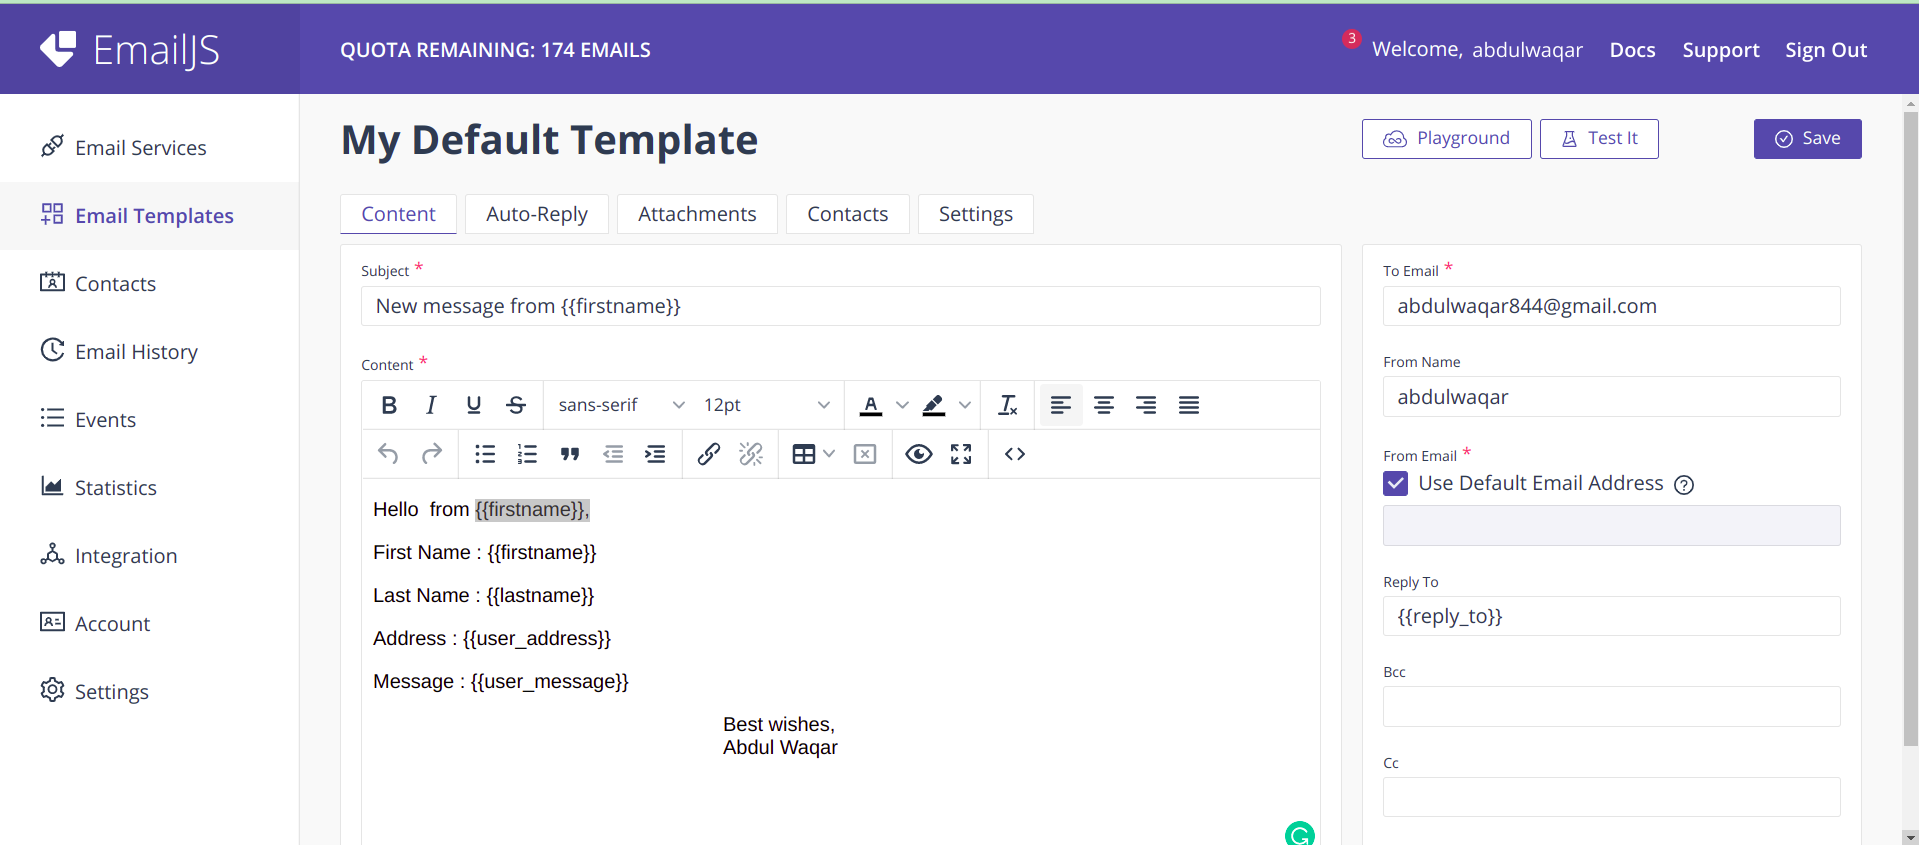 EmailJS
QUOTA REMAINING: 174 EMAILS
3
Welcome, abdulwaqar
Docs
Support
Sign Out
Email Services
Email Templates
Contacts
Email History
Events
Statistics
Integration
Account
Settings
My Default Template
Playground
Test It
Save
Content
Auto-Reply
Attachments
Contacts
Settings
Subject *
New message from {{firstname}}
Content *
B I U S sans-serif 12pt A
Hello  from {{firstname}},
First Name : {{firstname}}
Last Name : {{lastname}}
Address : {{user_address}}
Message : {{user_message}}
Best wishes,
Abdul Waqar
To Email *
abdulwaqar844@gmail.com
From Name
abdulwaqar
From Email *
Use Default Email Address ?
Reply To
{{reply_to}}
Bcc
Cc